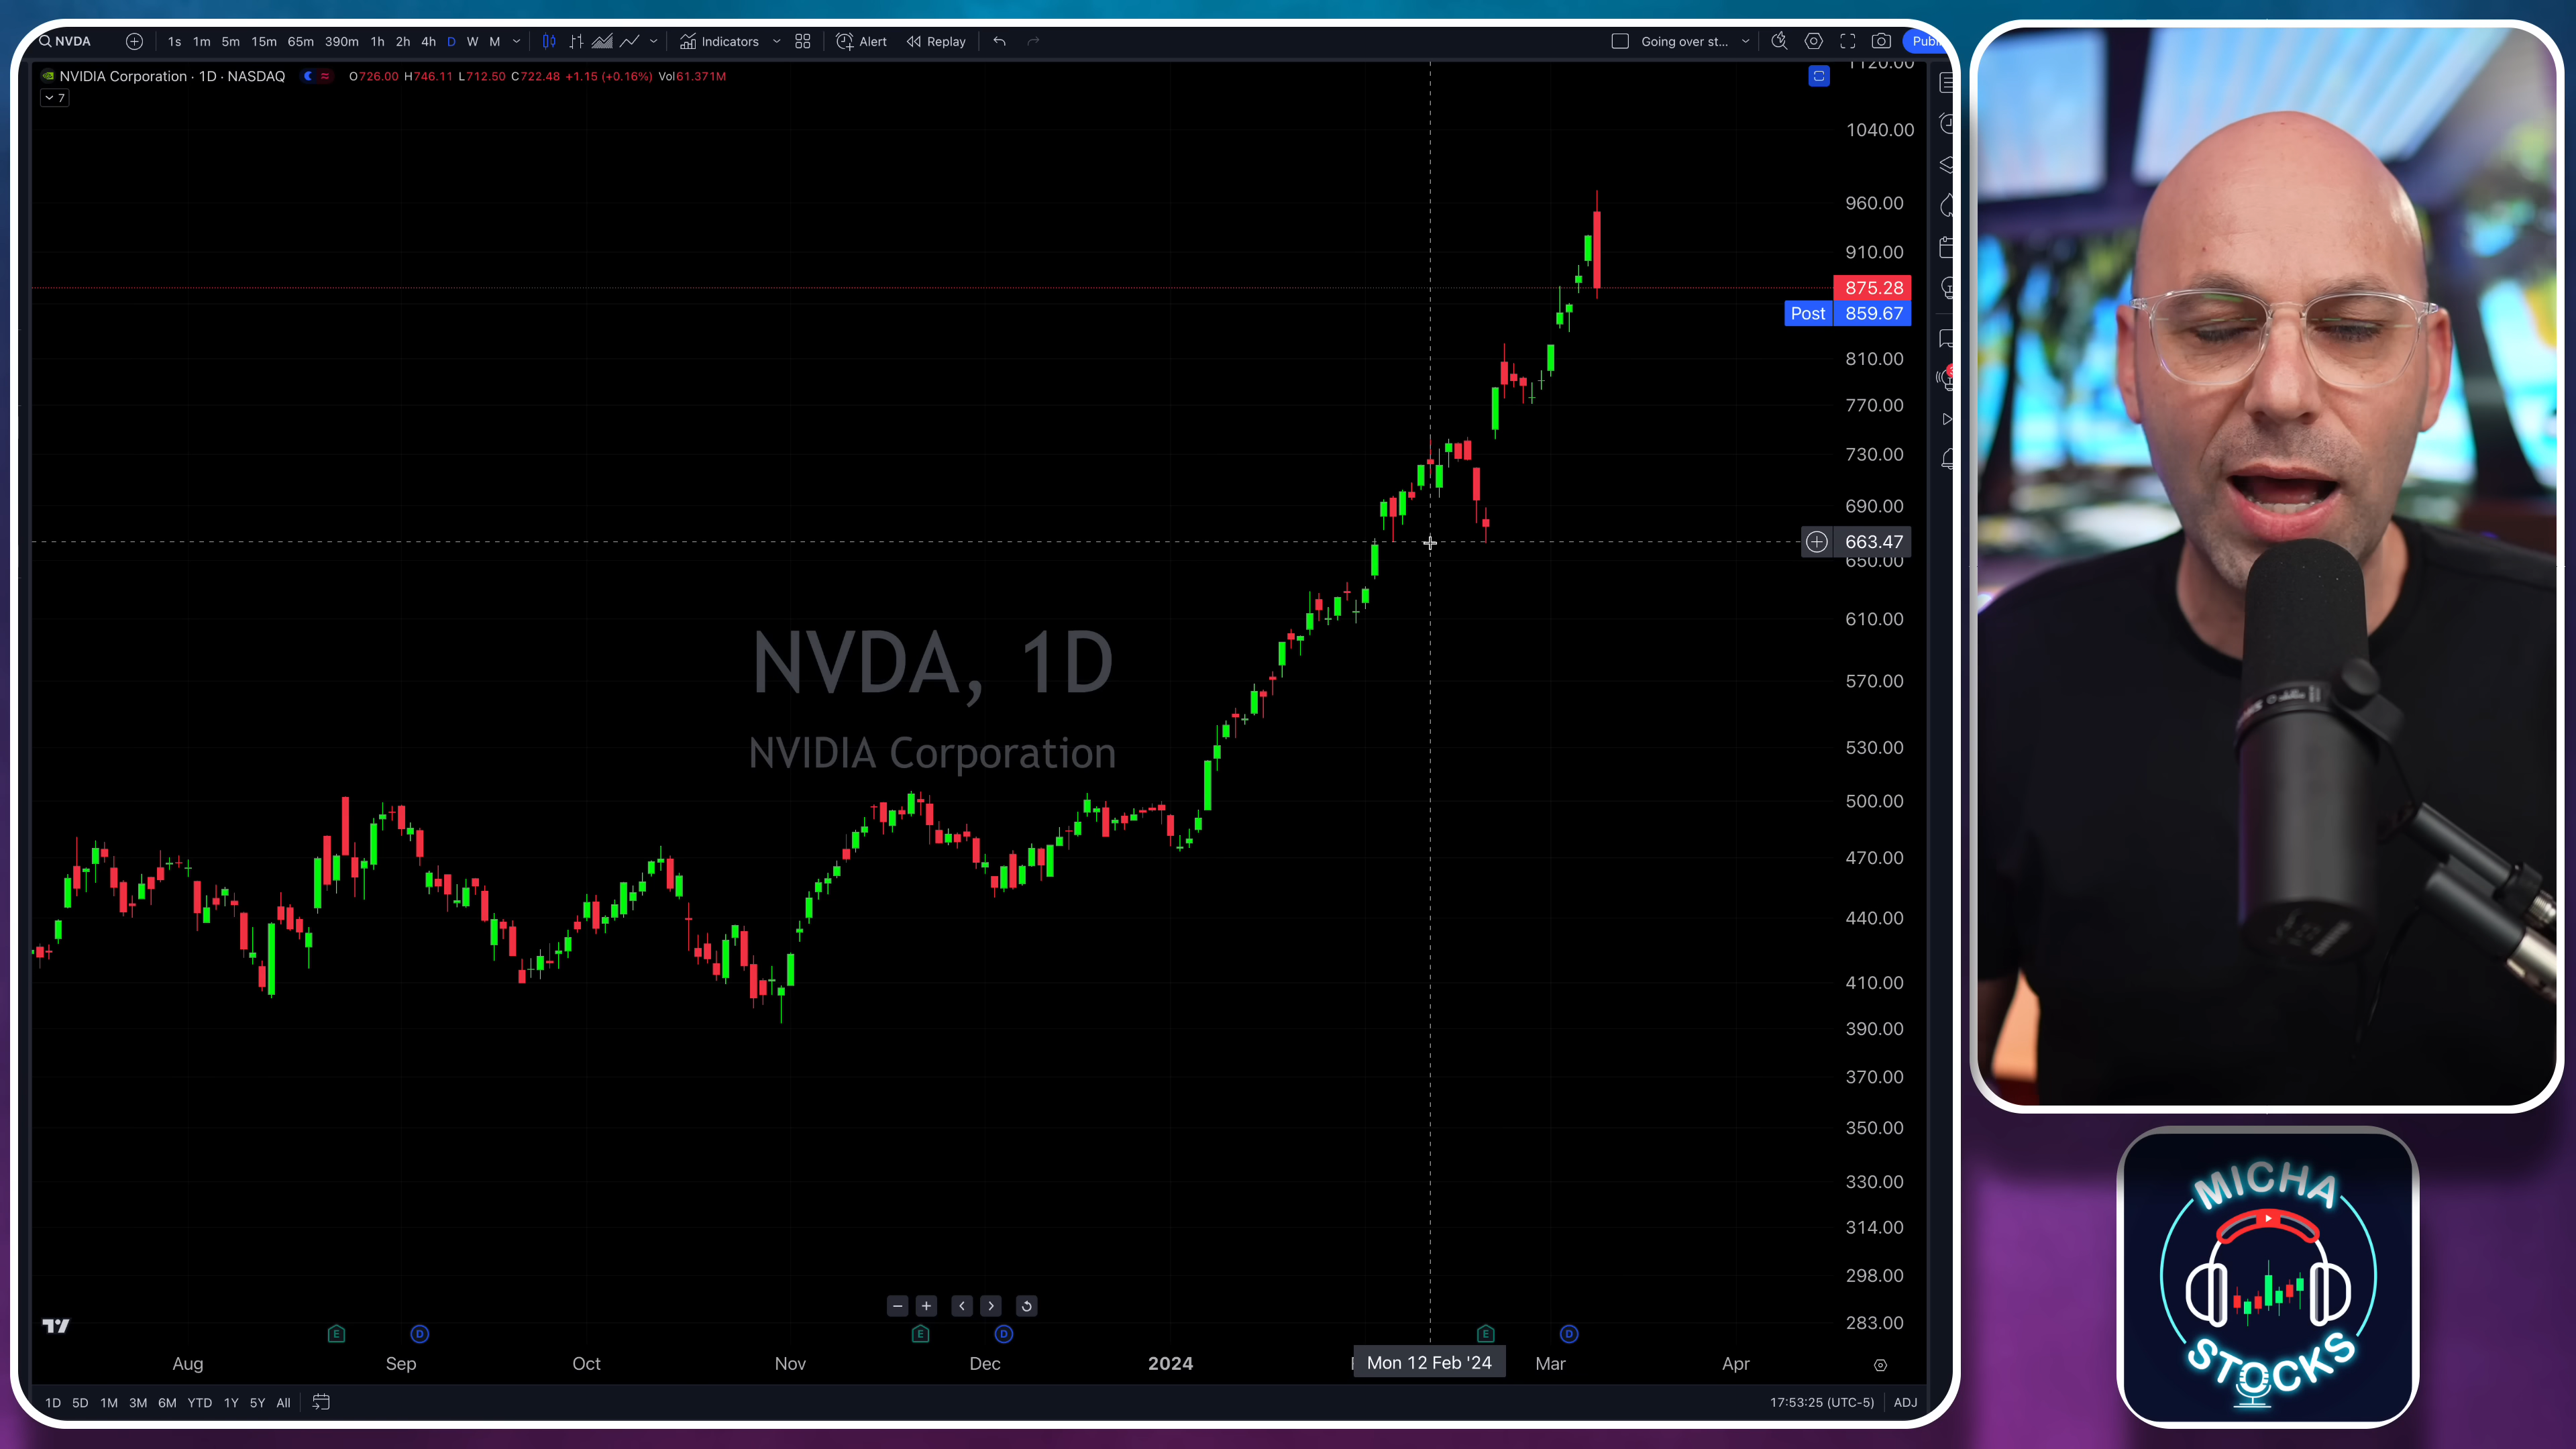 NVDA 1s 1m 5m 15m 65m 390m 1h 2h 4h D W M Indicators Alert Replay Going over st...
NVIDIA Corporation · 1D · NASDAQ O726.00 H746.11 L712.50 C722.48 +1.15 (+0.16%) Vol61.371M
7
1120.00
1040.00
960.00
910.00
875.28
Post 859.67
810.00
770.00
730.00
690.00
663.47
650.00
610.00
570.00
530.00
500.00
470.00
440.00
410.00
390.00
370.00
350.00
330.00
314.00
298.00
283.00
NVDA, 1D
NVIDIA Corporation
E D E D E D
Aug Sep Oct Nov Dec 2024 Mon 12 Feb '24 Mar Apr
1D 5D 1M 3M 6M YTD 1Y 5Y All 17:53:25 (UTC-5) ADJ
MICHA
STOCKS